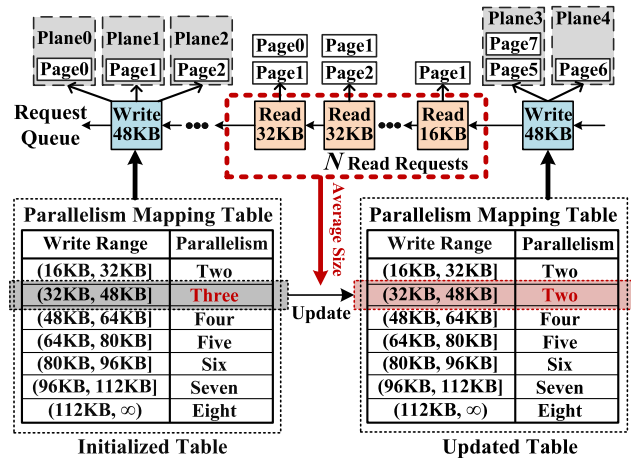 Plane0 Plane1 Plane2
Page0 Page1 Page2
Page0 Page1
Page1 Page2 Page1
Plane3 Plane4
Page7
Page5 Page6
Request
Queue
Write
48KB
•••
Read
32KB
Read
32KB
•••
Read
16KB
Write
48KB
N Read Requests
Average Size
Parallelism Mapping Table
Write Range Parallelism
(16KB, 32KB] Two
(32KB, 48KB] Three
(48KB, 64KB] Four
(64KB, 80KB] Five
(80KB, 96KB] Six
(96KB, 112KB] Seven
(112KB, ∞) Eight
Initialized Table
Update
Parallelism Mapping Table
Write Range Parallelism
(16KB, 32KB] Two
(32KB, 48KB] Two
(48KB, 64KB] Four
(64KB, 80KB] Five
(80KB, 96KB] Six
(96KB, 112KB] Seven
(112KB, ∞) Eight
Updated Table